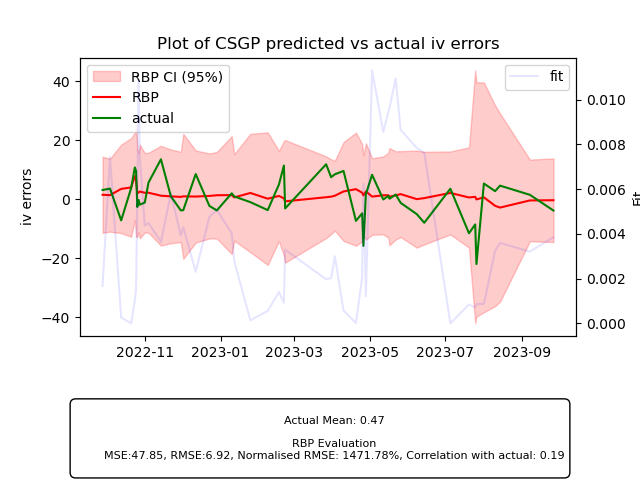 Plot of CSGP predicted vs actual iv errors
RBP CI (95%)
RBP
actual
fit
iv errors
40
20
0
−20
−40
0.010
0.008
0.006
0.004
0.002
0.000
Fit
2022-11 2023-01 2023-03 2023-05 2023-07 2023-09
Actual Mean: 0.47
RBP Evaluation
MSE:47.85, RMSE:6.92, Normalised RMSE: 1471.78%, Correlation with actual: 0.19